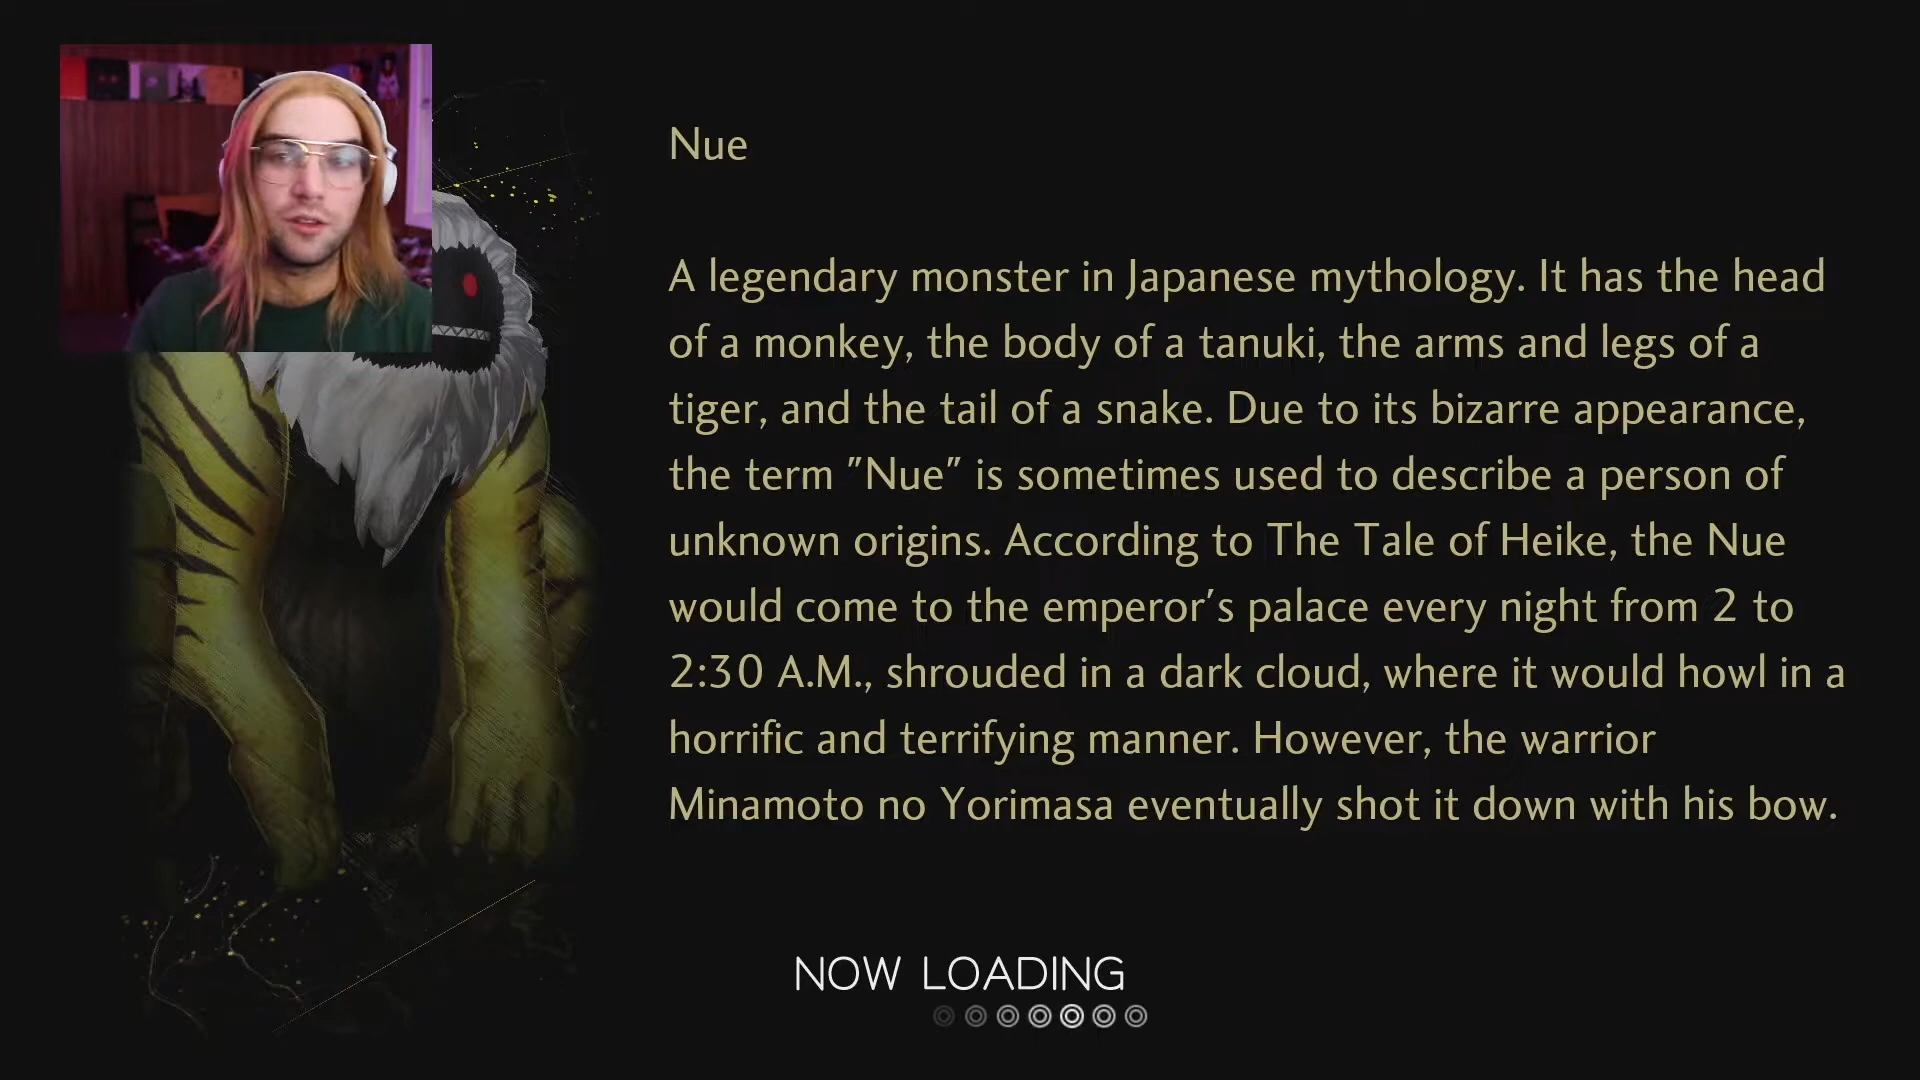 Nue
A legendary monster in Japanese mythology. It has the head
of a monkey, the body of a tanuki, the arms and legs of a
tiger, and the tail of a snake. Due to its bizarre appearance,
the term "Nue" is sometimes used to describe a person of
unknown origins. According to The Tale of Heike, the Nue
would come to the emperor's palace every night from 2 to
2:30 A.M., shrouded in a dark cloud, where it would howl in a
horrific and terrifying manner. However, the warrior
Minamoto no Yorimasa eventually shot it down with his bow.
NOW LOADING